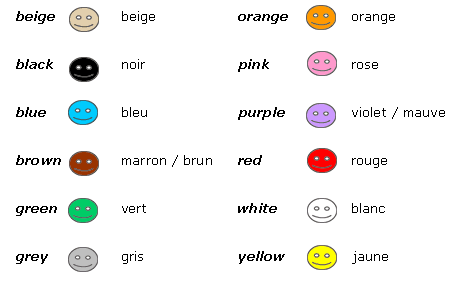 beige beige orange orange
black noir pink rose
blue bleu purple violet / mauve
brown marron / brun red rouge
green vert white blanc
grey gris yellow jaune